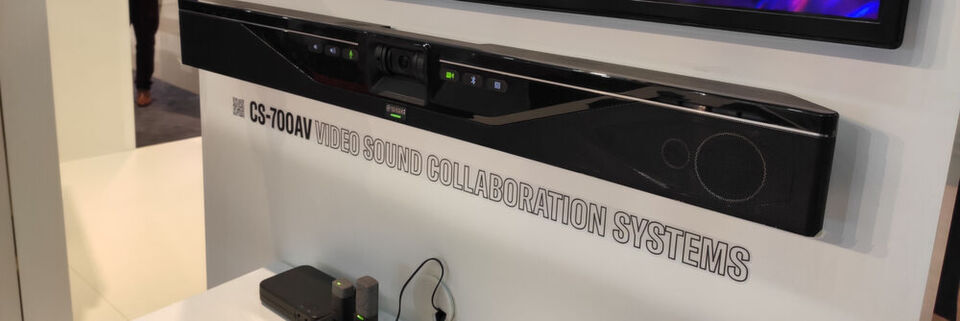 CS-700AV VIDEO SOUND COLLABORATION SYSTEMS